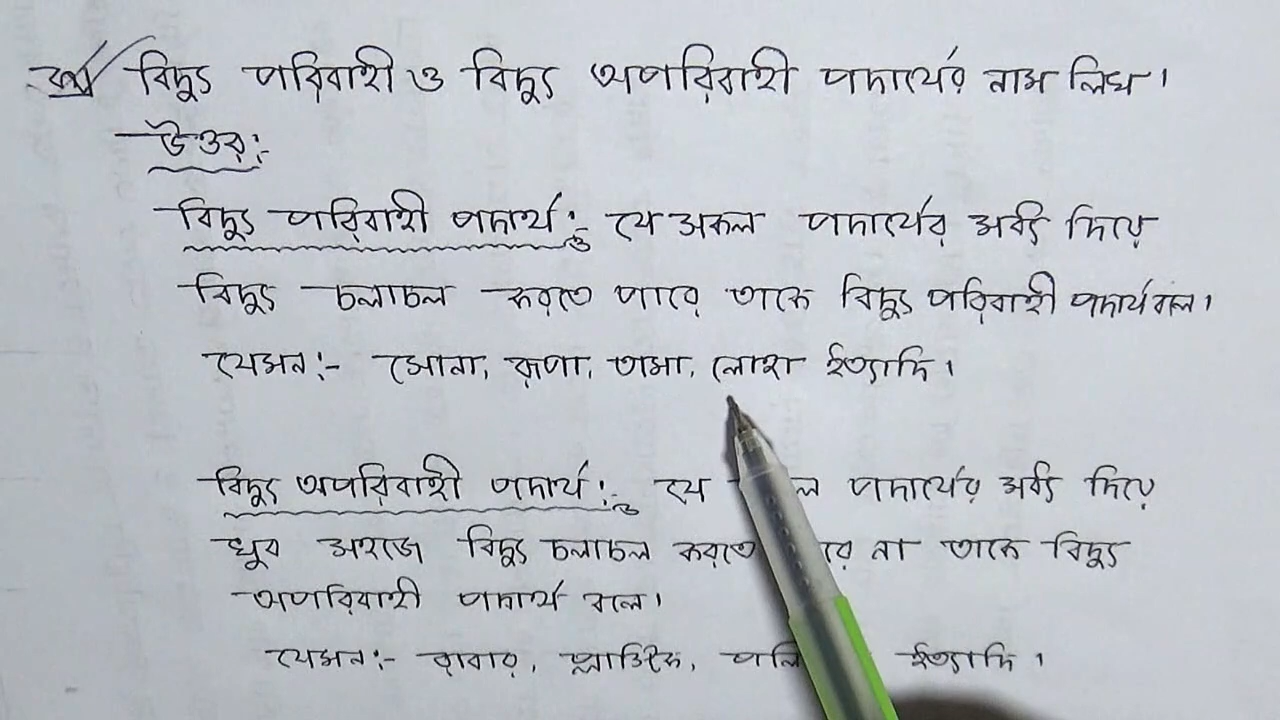 বিদ্যুৎ পরিবাহী ও বিদ্যুৎ অপরিবাহী পদার্থের নাম লিখ।
উত্তর:-
বিদ্যুৎ পরিবাহী পদার্থ: যে সকল পদার্থের মধ্য দিয়ে
বিদ্যুৎ চলাচল করতে পারে তাকে বিদ্যুৎ পরিবাহী পদার্থ বলে।
যেমন:- সোনা, রূপা, তামা, লোহা ইত্যাদি।
বিদ্যুৎ অপরিবাহী পদার্থ:- যে পদার্থের মধ্য দিয়ে
খুব সহজে বিদ্যুৎ চলাচল করতে না তাকে বিদ্যুৎ
অপরিবাহী পদার্থ বলে।
যেমন:- রাবার, প্লাস্টিক, ইত্যাদি।